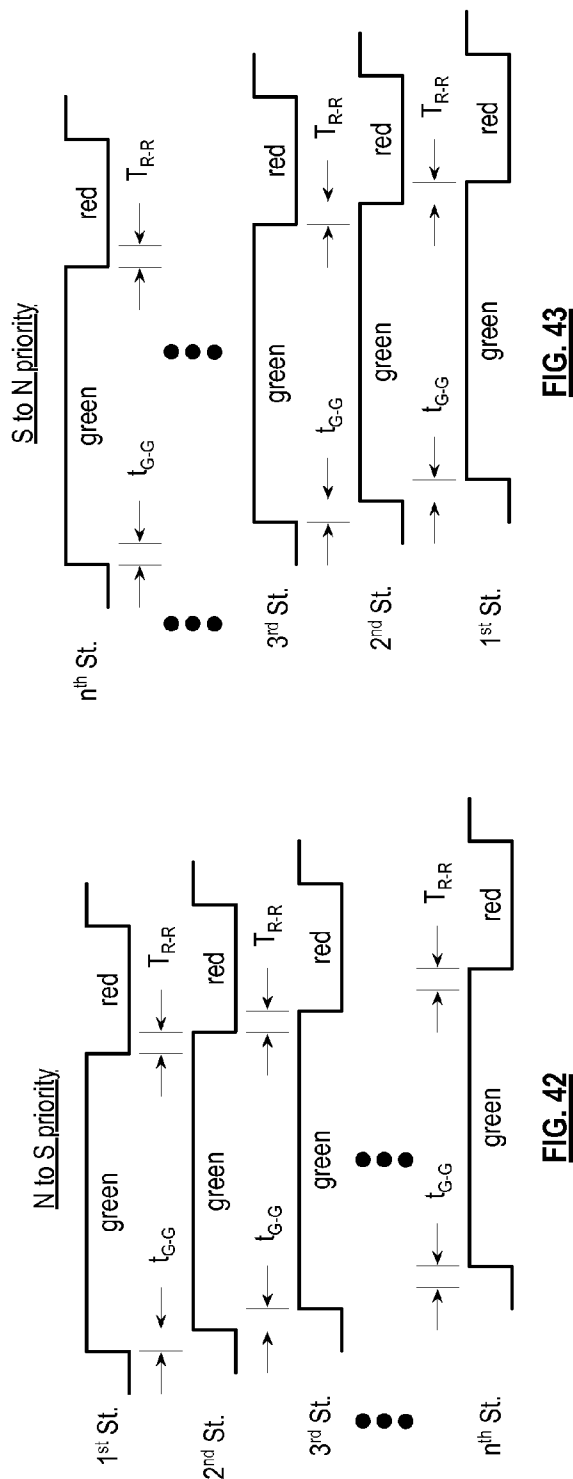 N to S priority
1st St.
green
red
tG-G
TR-R
2nd St.
green
red
tG-G
TR-R
3rd St.
green
red
tG-G
TR-R
nth St.
green
red
FIG. 42
S to N priority
nth St.
green
red
tG-G
TR-R
3rd St.
green
red
tG-G
TR-R
2nd St.
green
red
tG-G
TR-R
1st St.
green
red
FIG. 43